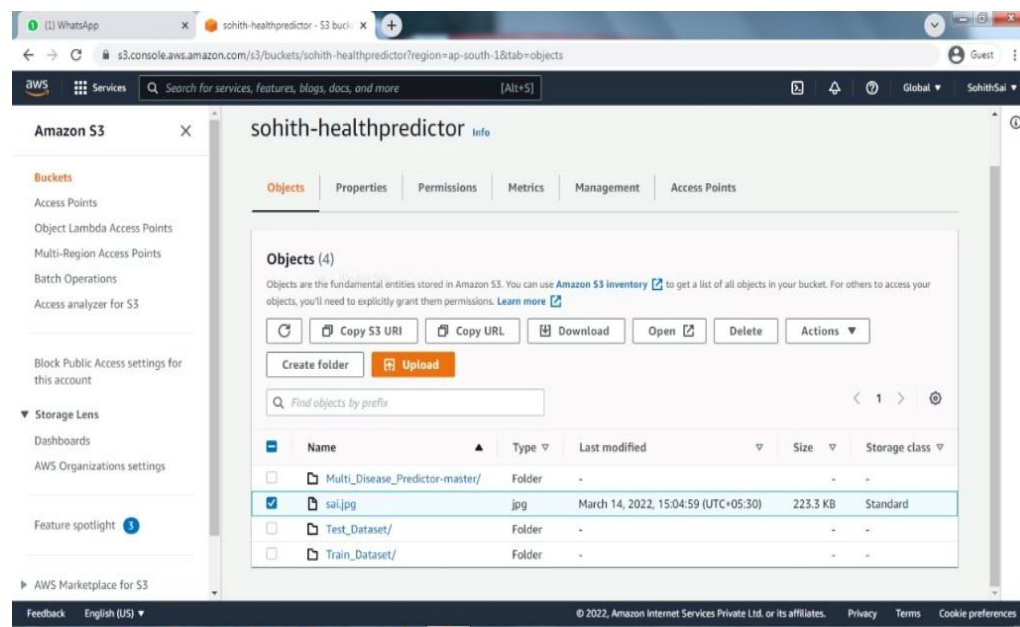 (1) WhatsApp
sohith-healthpredictor - S3 buck
s3.console.aws.amazon.com/s3/buckets/sohith-healthpredictor?region=ap-south-1&tab=objects
Guest
aws
Services
Search for services, features, blogs, docs, and more
[Alt+S]
Global
SohithSai
Amazon S3
Buckets
Access Points
Object Lambda Access Points
Multi-Region Access Points
Batch Operations
Access analyzer for S3
Block Public Access settings for
this account
Storage Lens
Dashboards
AWS Organizations settings
Feature spotlight 3
AWS Marketplace for S3
sohith-healthpredictor Info
Objects
Properties
Permissions
Metrics
Management
Access Points
Objects (4)
Objects are the fundamental entities stored in Amazon S3. You can use Amazon S3 inventory to get a list of all objects in your bucket. For others to access your
objects, you'll need to explicitly grant them permissions. Learn more
Copy S3 URI
Copy URL
Download
Open
Delete
Actions
Create folder
Upload
Find objects by prefix
1
Name Type Last modified Size Storage class
Multi_Disease_Predictor-master/ Folder - - -
sai.jpg jpg March 14, 2022, 15:04:59 (UTC+05:30) 223.3 KB Standard
Test_Dataset/ Folder - - -
Train_Dataset/ Folder - - -
Feedback English (US) © 2022, Amazon Internet Services Private Ltd. or its affiliates. Privacy Terms Cookie preferences